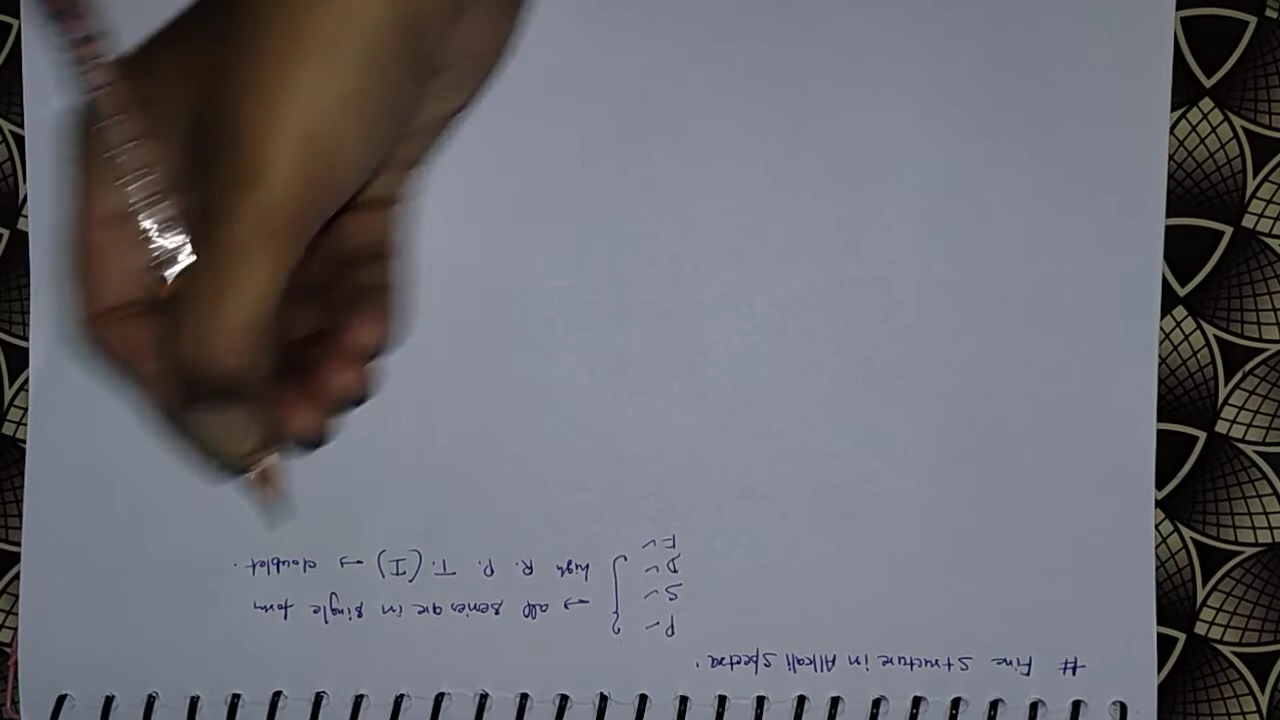 # Fine Structure in Alkali Spectra.
P ✓
S ✓ → all series are in single form
D ✓ high R. P. T. (I) → doublet.
F ✓